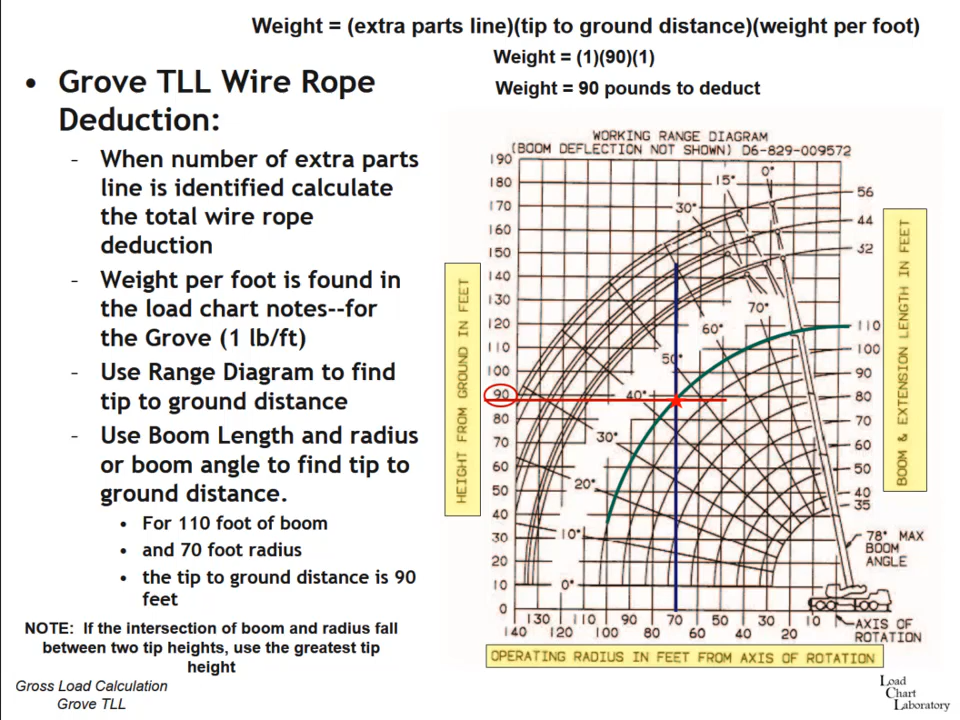 Weight = (extra parts line)(tip to ground distance)(weight per foot)
Weight = (1)(90)(1)
Weight = 90 pounds to deduct
• Grove TLL Wire Rope
Deduction:
- When number of extra parts
line is identified calculate
the total wire rope
deduction
- Weight per foot is found in
the load chart notes--for
the Grove (1 lb/ft)
- Use Range Diagram to find
tip to ground distance
- Use Boom Length and radius
or boom angle to find tip to
ground distance.
• For 110 foot of boom
• and 70 foot radius
• the tip to ground distance is 90
feet
NOTE: If the intersection of boom and radius fall
between two tip heights, use the greatest tip
height
Gross Load Calculation
Grove TLL
WORKING RANGE DIAGRAM
(BOOM DEFLECTION NOT SHOWN) D6-829-009572
HEIGHT FROM GROUND IN FEET
190
180
170
160
150
140
130
120
110
100
90
80
70
60
50
40
30
20
10
0
0°
15°
30°
70°
60°
50°
40°
30°
20°
10°
0°
56
44
32
110
100
90
80
70
60
50
40
35
BOOM & EXTENSION LENGTH IN FEET
78° MAX
BOOM
ANGLE
130 110 90 70 50 30 10
140 120 100 80 60 40 20
AXIS OF
ROTATION
OPERATING RADIUS IN FEET FROM AXIS OF ROTATION
Load
Chart
Laboratory